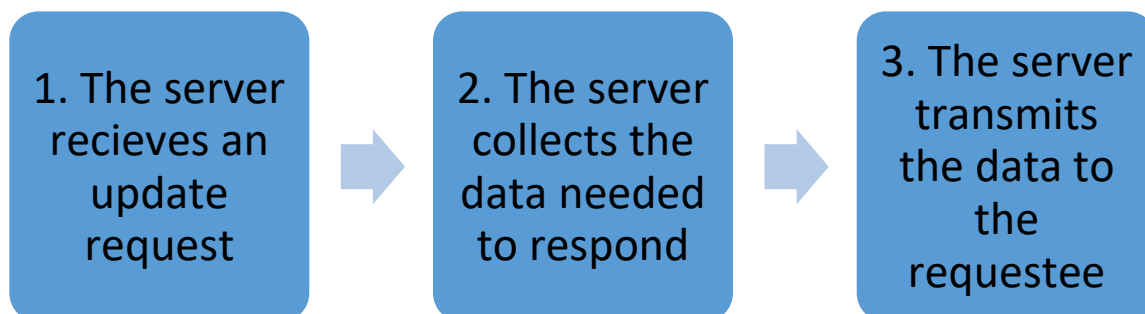 1. The server
recieves an
update
request
2. The server
collects the
data needed
to respond
3. The server
transmits
the data to
the
requestee